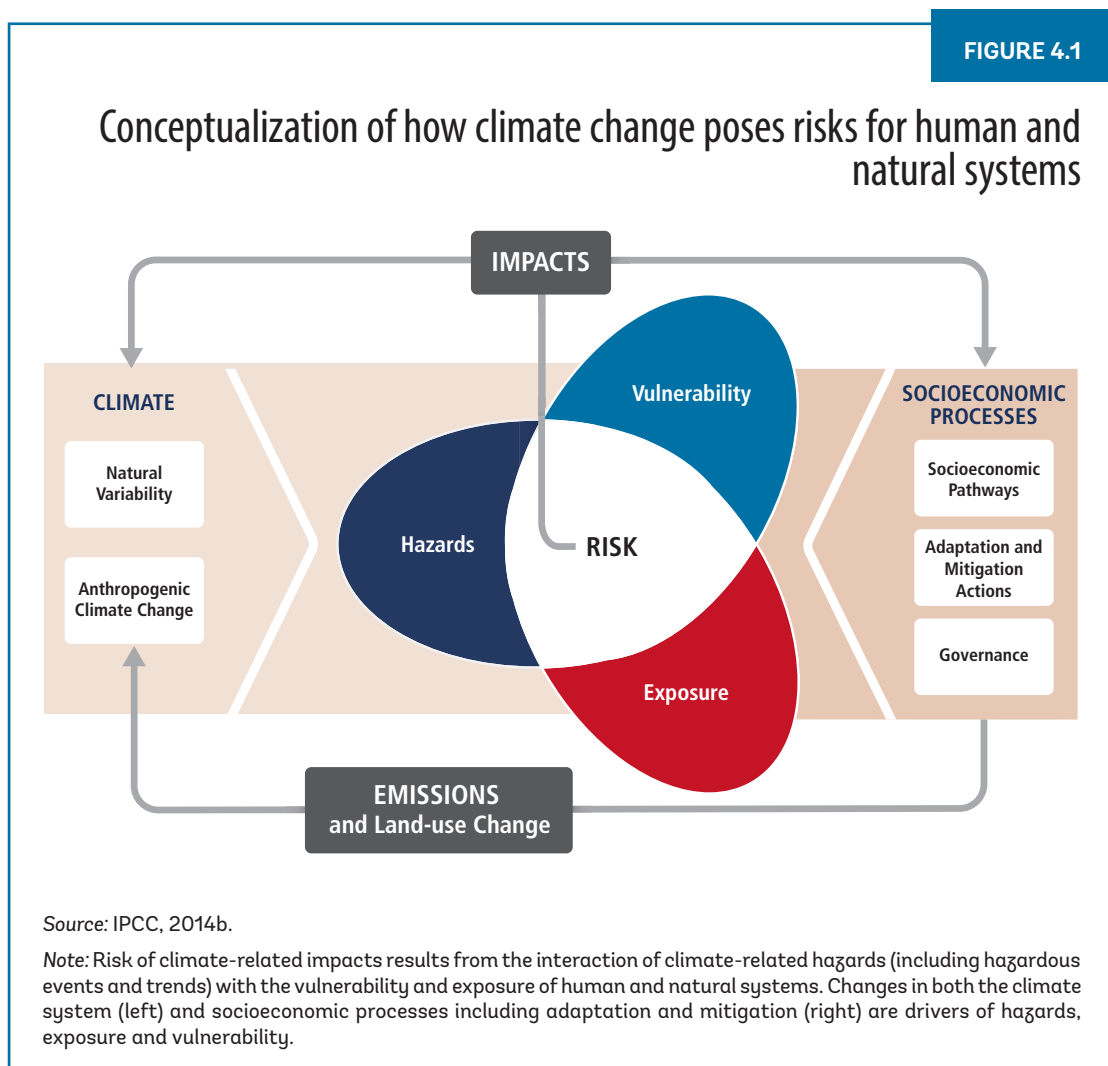 FIGURE 4.1
Conceptualization of how climate change poses risks for human and
natural systems
IMPACTS
Vulnerability
CLIMATE
Natural
Variability
Anthropogenic
Climate Change
Hazards
RISK
Exposure
SOCIOECONOMIC
PROCESSES
Socioeconomic
Pathways
Adaptation and
Mitigation
Actions
Governance
EMISSIONS
and Land-use Change
Source: IPCC, 2014b.
Note: Risk of climate-related impacts results from the interaction of climate-related hazards (including hazardous
events and trends) with the vulnerability and exposure of human and natural systems. Changes in both the climate
system (left) and socioeconomic processes including adaptation and mitigation (right) are drivers of hazards,
exposure and vulnerability.